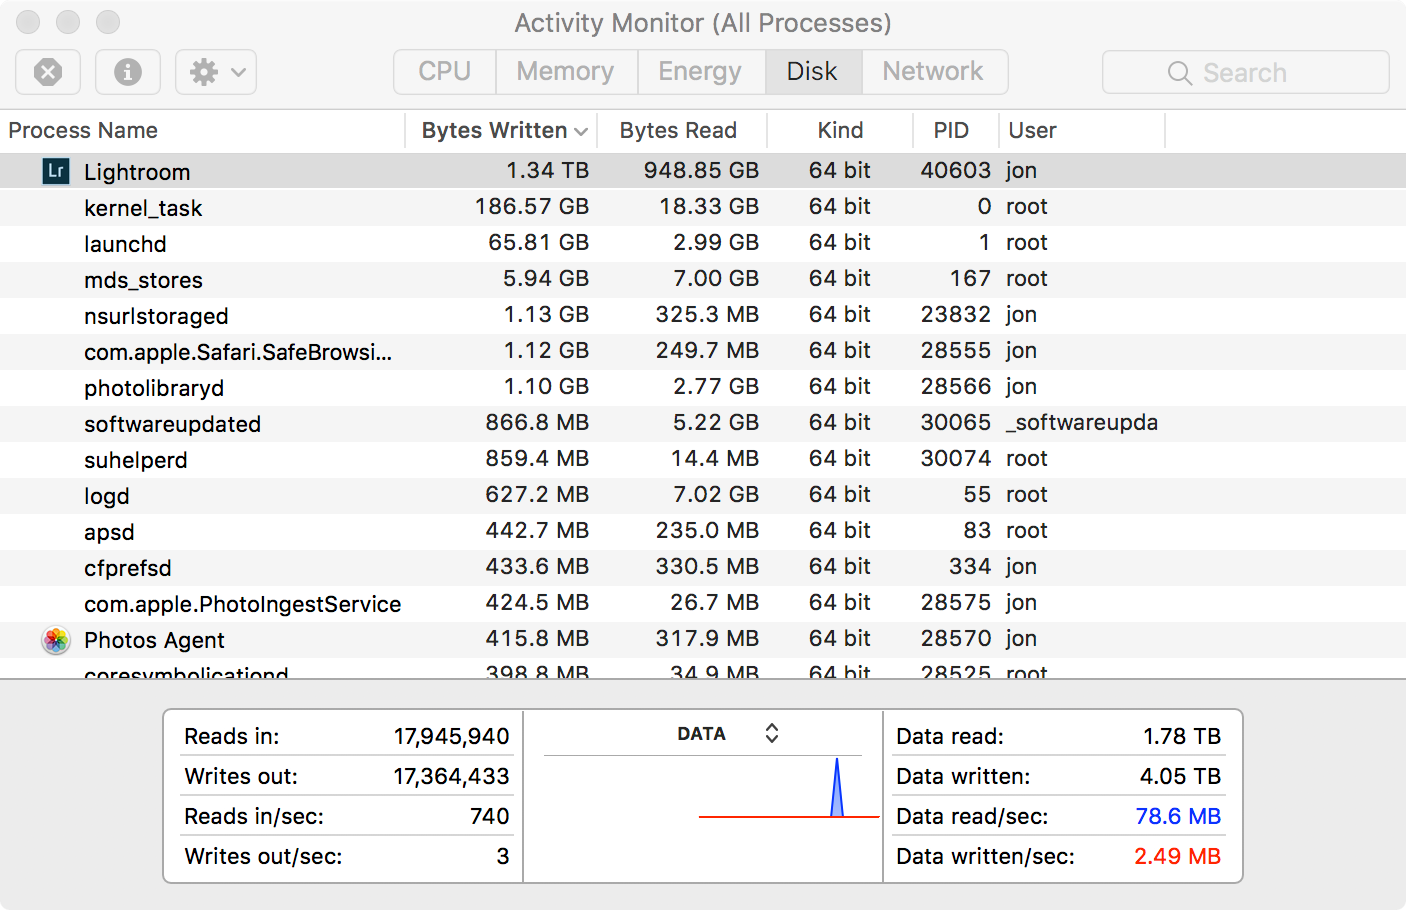 Activity Monitor (All Processes)
CPU Memory Energy Disk Network Search
Process Name Bytes Written Bytes Read Kind PID User
Lr Lightroom 1.34 TB 948.85 GB 64 bit 40603 jon
kernel_task 186.57 GB 18.33 GB 64 bit 0 root
launchd 65.81 GB 2.99 GB 64 bit 1 root
mds_stores 5.94 GB 7.00 GB 64 bit 167 root
nsurlstoraged 1.13 GB 325.3 MB 64 bit 23832 jon
com.apple.Safari.SafeBrowsi... 1.12 GB 249.7 MB 64 bit 28555 jon
photolibraryd 1.10 GB 2.77 GB 64 bit 28566 jon
softwareupdated 866.8 MB 5.22 GB 64 bit 30065 _softwareupda
suhelperd 859.4 MB 14.4 MB 64 bit 30074 root
logd 627.2 MB 7.02 GB 64 bit 55 root
apsd 442.7 MB 235.0 MB 64 bit 83 root
cfprefsd 433.6 MB 330.5 MB 64 bit 334 jon
com.apple.PhotoIngestService 424.5 MB 26.7 MB 64 bit 28575 jon
Photos Agent 415.8 MB 317.9 MB 64 bit 28570 jon
coresymbolicationd 398.8 MB 34.9 MB 64 bit 28525 root
Reads in: 17,945,940
Writes out: 17,364,433
Reads in/sec: 740
Writes out/sec: 3
DATA
Data read: 1.78 TB
Data written: 4.05 TB
Data read/sec: 78.6 MB
Data written/sec: 2.49 MB